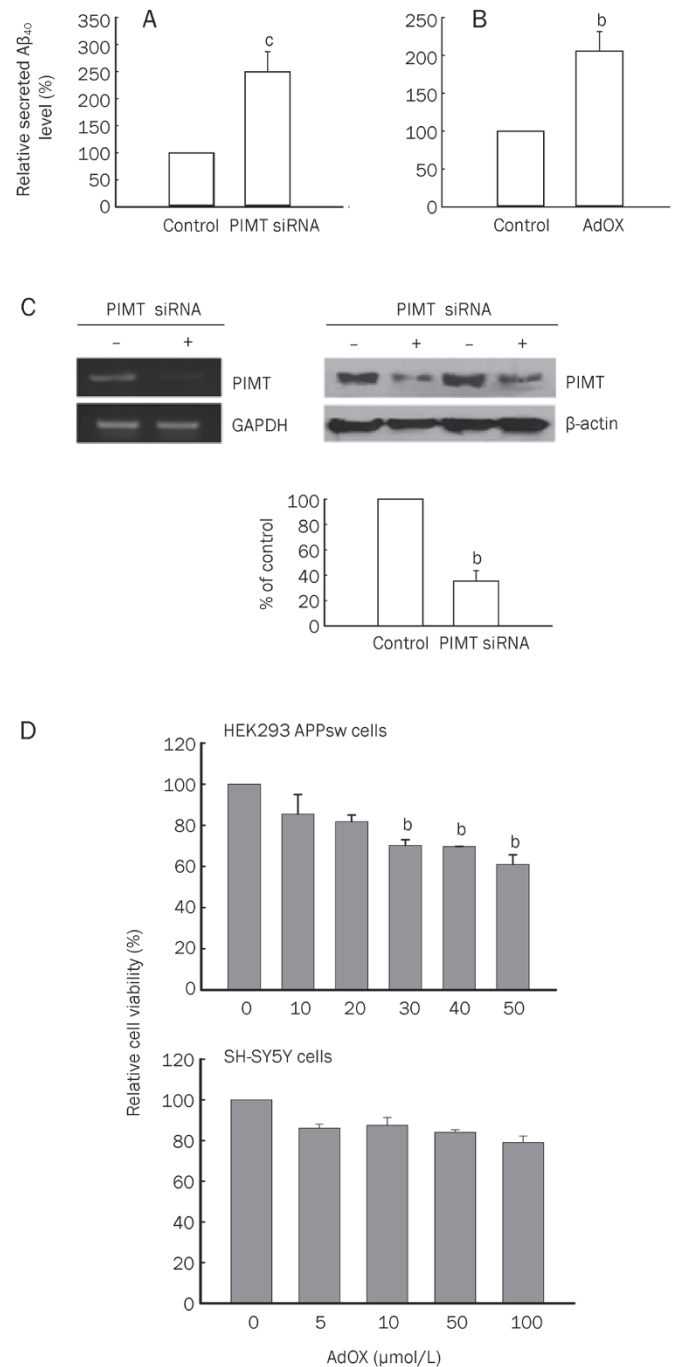 A
Relative secreted Aβ₄₀
level (%)
350
300
250
200
150
100
50
0
c
Control PIMT siRNA
B
250
200
150
100
50
0
b
Control AdOX
C
PIMT siRNA
– +
PIMT
GAPDH
PIMT siRNA
– + – +
PIMT
β-actin
% of control
100
80
60
40
20
0
b
Control PIMT siRNA
D
Relative cell viability (%)
HEK293 APPsw cells
120
100
80
60
40
20
0
b b b
0 10 20 30 40 50
SH-SY5Y cells
120
100
80
60
40
20
0
0 5 10 50 100
AdOX (μmol/L)